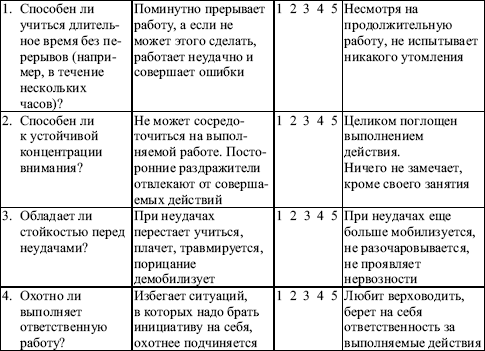 1. Способен ли
учиться длитель-
ное время без пе-
рерывов (напри-
мер, в течение
нескольких
часов)?
Поминутно прерывает
работу, а если не
может этого сделать,
работает неудачно и
совершает ошибки
1 2 3 4 5
Несмотря на
продолжительную
работу, не испытывает
никакого утомления
2. Способен ли
к устойчивой
концентрации
внимания?
Не может сосредо-
точиться на выпол-
няемой работе. Посто-
ронние раздражители
отвлекают от соверша-
емых действий
1 2 3 4 5
Целиком поглощен
выполнением
действия.
Ничего не замечает,
кроме своего занятия
3. Обладает ли
стойкостью перед
неудачами?
При неудачах
перестает учиться,
плачет, травмируется,
порицание
демобилизует
1 2 3 4 5
При неудачах еще
больше мобилизуется,
не разочаровывается,
не проявляет
нервозности
4. Охотно ли
выполняет
ответственную
работу?
Избегает ситуаций,
в которых надо брать
инициативу на себя,
охотнее подчиняется
1 2 3 4 5
Любит верховодить,
берет на себя
ответственность за
выполняемые действия